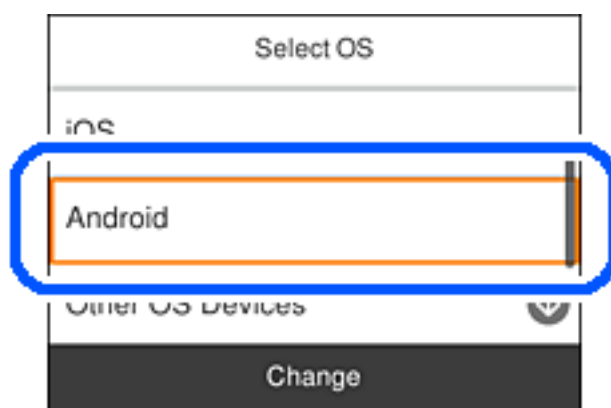 Select OS
iOS
Android
Other OS Devices
Change